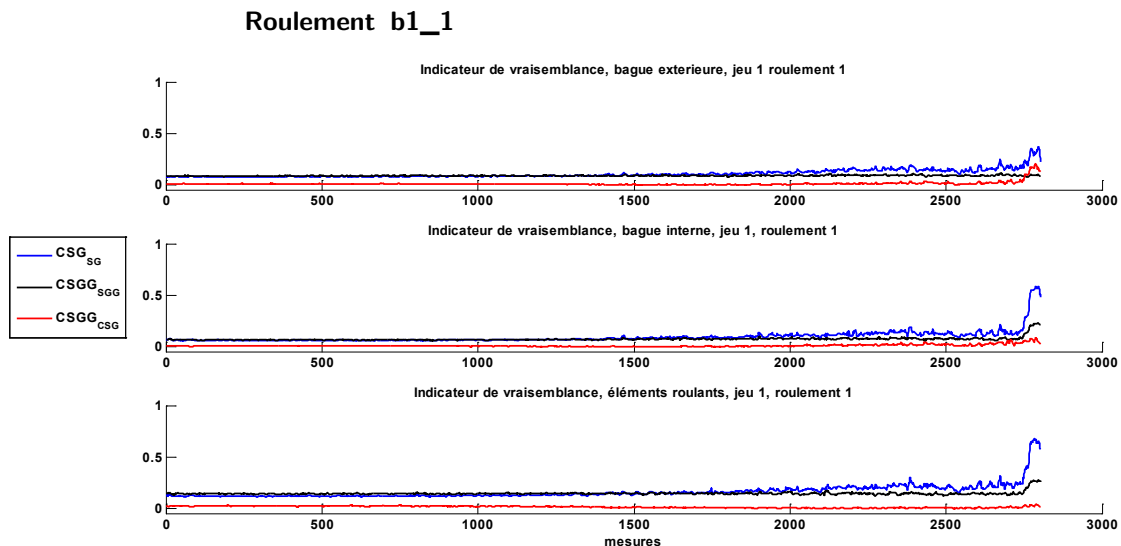 Roulement b1_1
Indicateur de vraisemblance, bague exterieure, jeu 1 roulement 1
1
0.5
0
0 500 1000 1500 2000 2500 3000
Indicateur de vraisemblance, bague interne, jeu 1, roulement 1
1
0.5
0
0 500 1000 1500 2000 2500 3000
CSG_SG
CSGG_SGG
CSGG_CSG
Indicateur de vraisemblance, éléments roulants, jeu 1, roulement 1
1
0.5
0
0 500 1000 1500 2000 2500 3000
mesures